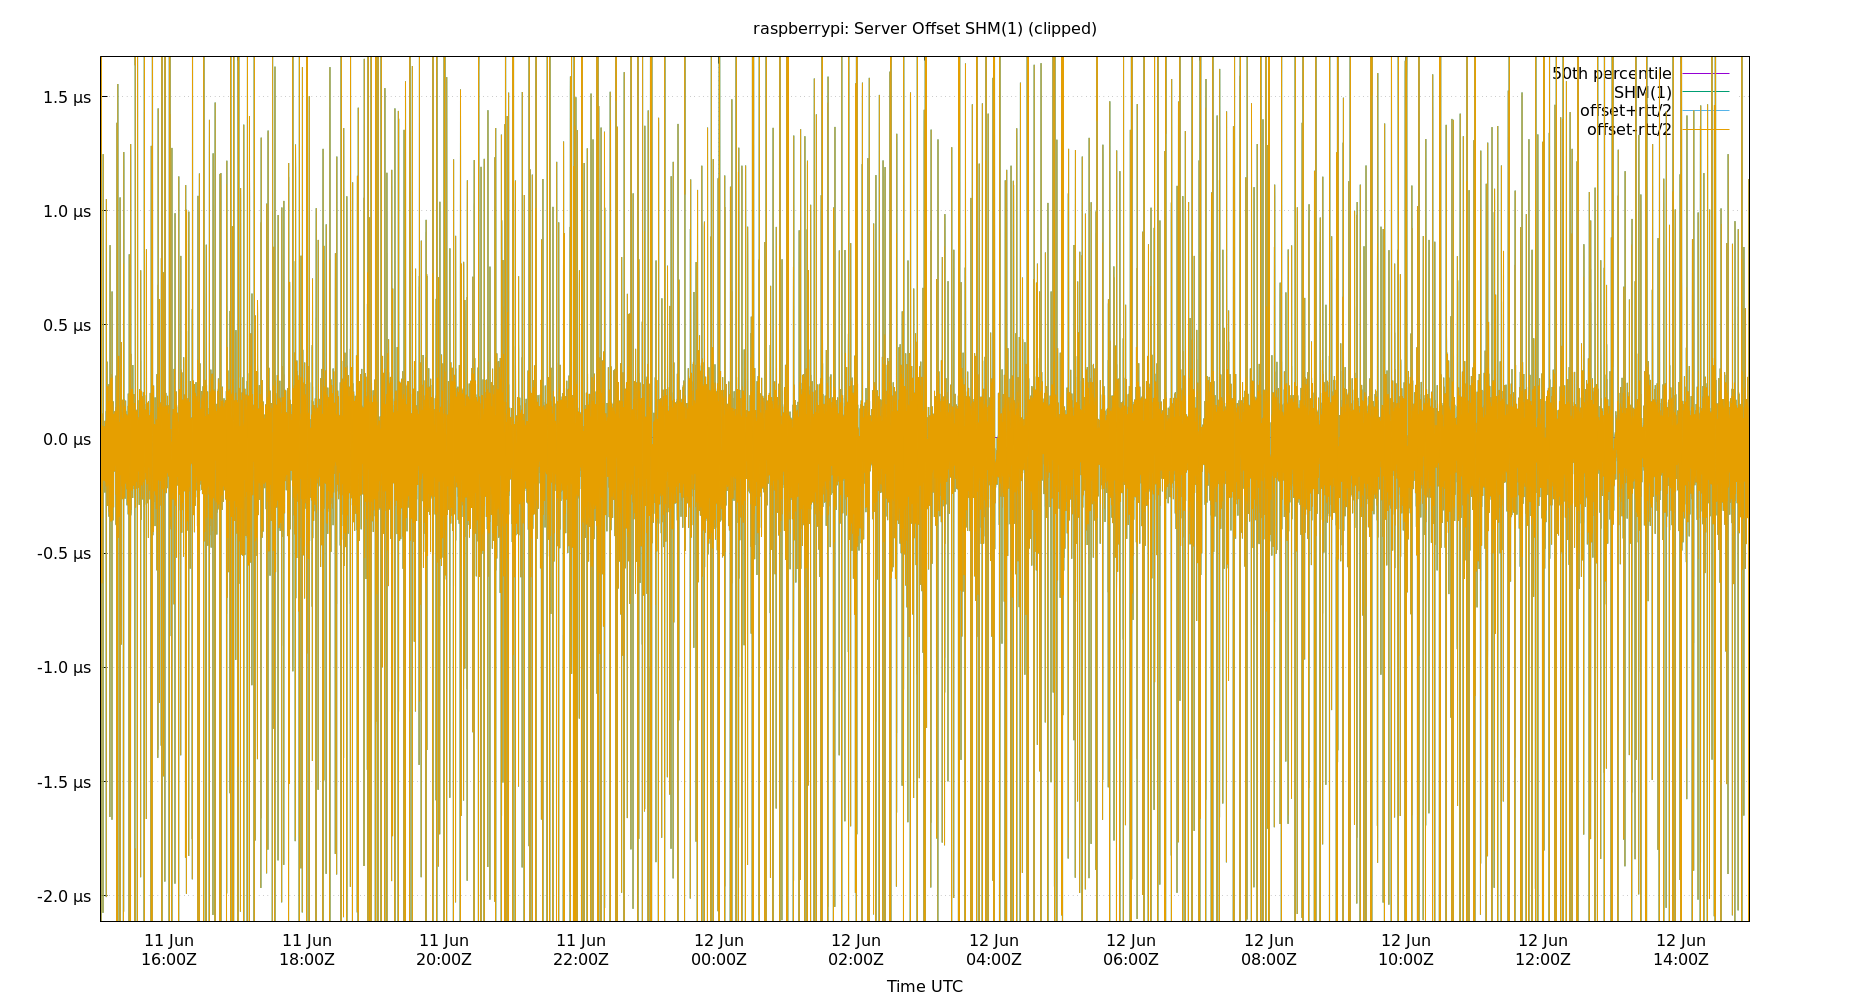 raspberrypi: Server Offset SHM(1) (clipped)
50th percentile
SHM(1)
offset+rtt/2
offset-rtt/2
1.5 µs
1.0 µs
0.5 µs
0.0 µs
-0.5 µs
-1.0 µs
-1.5 µs
-2.0 µs
11 Jun 11 Jun 11 Jun 11 Jun 12 Jun 12 Jun 12 Jun 12 Jun 12 Jun 12 Jun 12 Jun 12 Jun
16:00Z 18:00Z 20:00Z 22:00Z 00:00Z 02:00Z 04:00Z 06:00Z 08:00Z 10:00Z 12:00Z 14:00Z
Time UTC